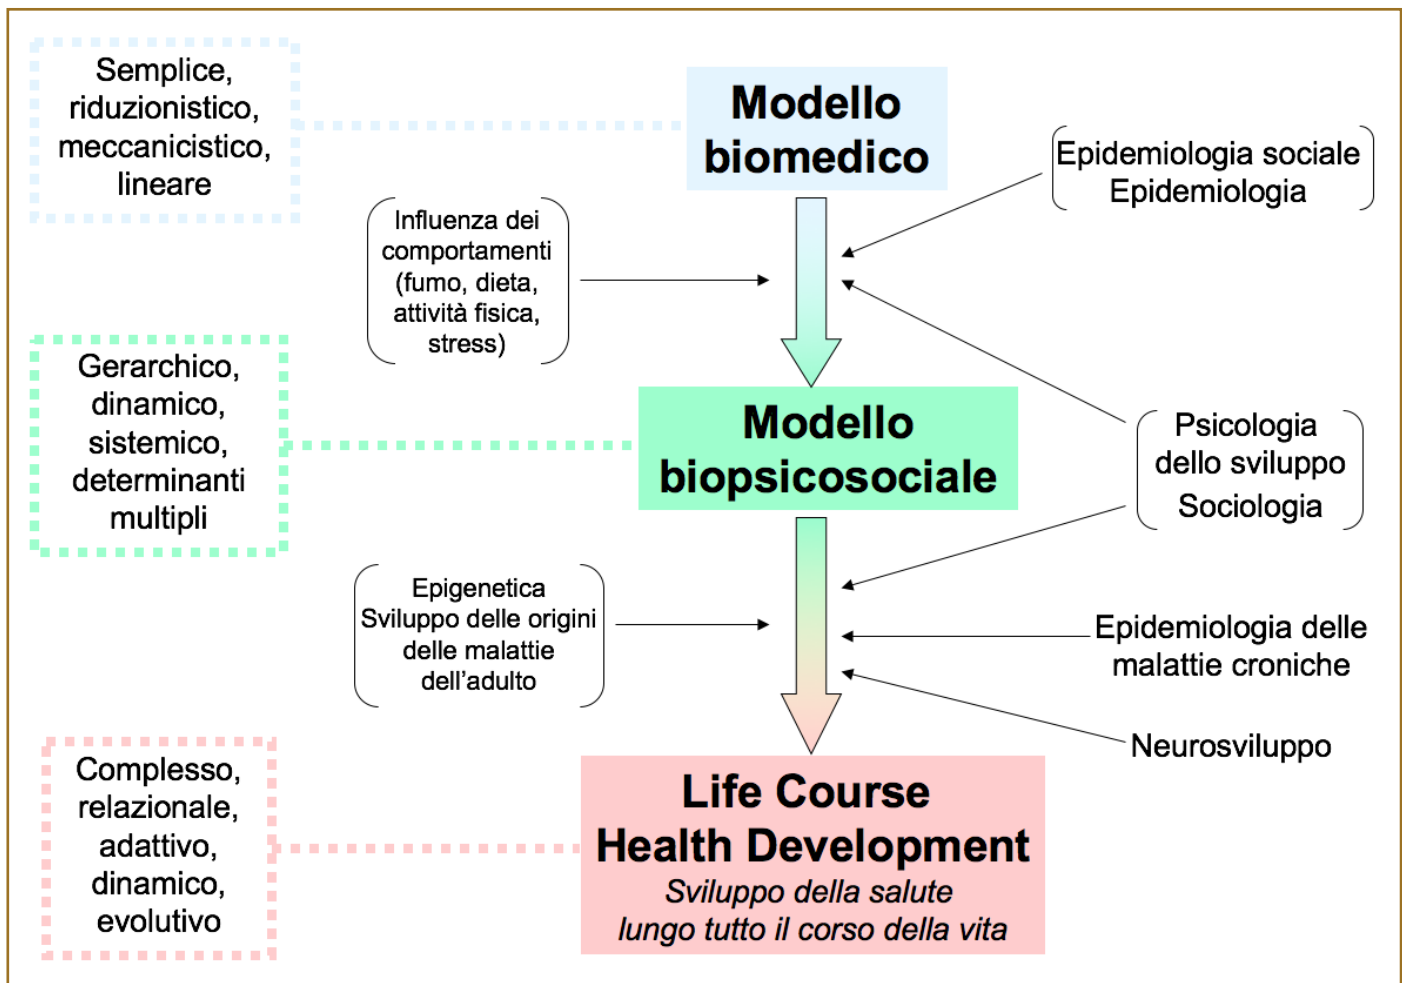 Semplice,
riduzionistico,
meccanicistico,
lineare
Modello
biomedico
Epidemiologia sociale
Epidemiologia
Influenza dei
comportamenti
(fumo, dieta,
attività fisica,
stress)
Gerarchico,
dinamico,
sistemico,
determinanti
multipli
Modello
biopsicosociale
Psicologia
dello sviluppo
Sociologia
Epigenetica
Sviluppo delle origini
delle malattie
dell’adulto
Epidemiologia delle
malattie croniche
Neurosviluppo
Complesso,
relazionale,
adattivo,
dinamico,
evolutivo
Life Course
Health Development
Sviluppo della salute
lungo tutto il corso della vita